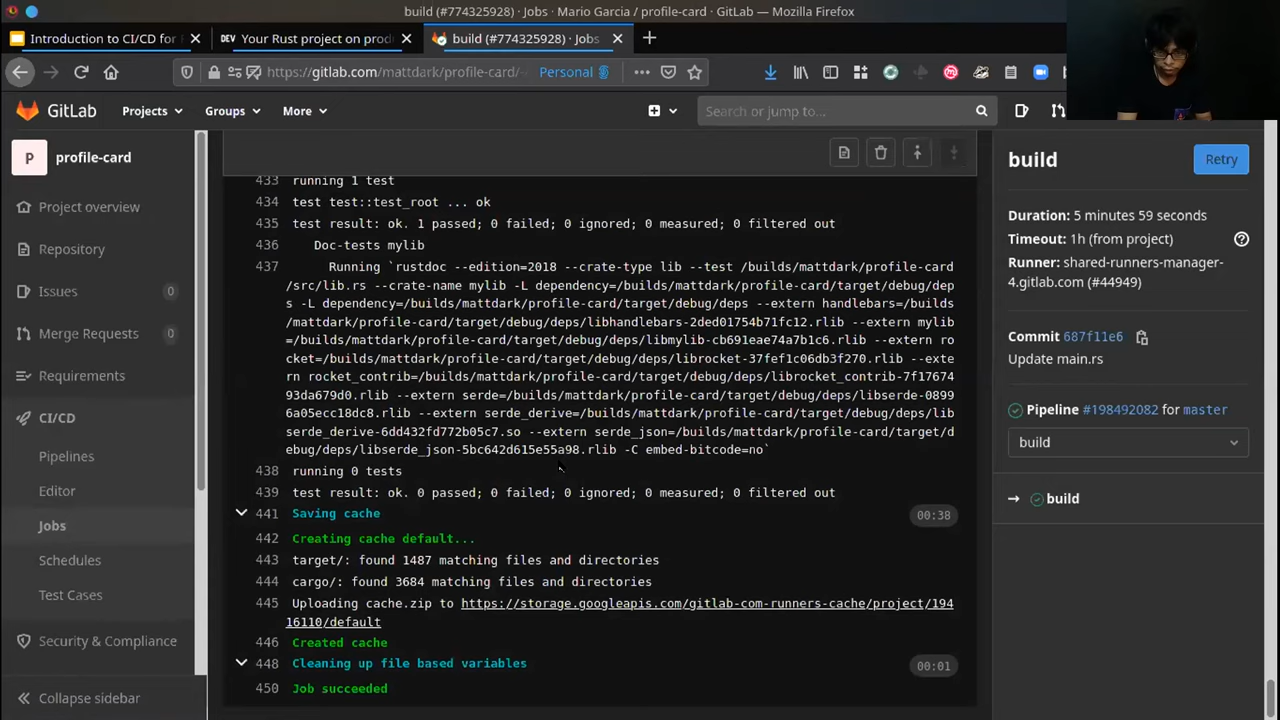 build (#774325928) · Jobs · Mario Garcia / profile-card · GitLab — Mozilla Firefox
Introduction to CI/CD for
DEV Your Rust project on prod
build (#774325928) · Jobs
https://gitlab.com/mattdark/profile-card/-
Personal
GitLab
Projects
Groups
More
Search or jump to...
P
profile-card
Project overview
Repository
Issues 0
Merge Requests 0
Requirements
CI/CD
Pipelines
Editor
Jobs
Schedules
Test Cases
Security & Compliance
Collapse sidebar
433 running 1 test
434 test test::test_root ... ok
435 test result: ok. 1 passed; 0 failed; 0 ignored; 0 measured; 0 filtered out
436 Doc-tests mylib
437 Running `rustdoc --edition=2018 --crate-type lib --test /builds/mattdark/profile-card
/src/lib.rs --crate-name mylib -L dependency=/builds/mattdark/profile-card/target/debug/dep
s -L dependency=/builds/mattdark/profile-card/target/debug/deps --extern handlebars=/builds
/mattdark/profile-card/target/debug/deps/libhandlebars-2ded01754b71fc12.rlib --extern mylib
=/builds/mattdark/profile-card/target/debug/deps/libmylib-cb691eae74a7b1c6.rlib --extern ro
cket=/builds/mattdark/profile-card/target/debug/deps/librocket-37fef1c06db3f270.rlib --exte
rn rocket_contrib=/builds/mattdark/profile-card/target/debug/deps/librocket_contrib-7f17674
93da679d0.rlib --extern serde=/builds/mattdark/profile-card/target/debug/deps/libserde-0899
6a05ecc18dc8.rlib --extern serde_derive=/builds/mattdark/profile-card/target/debug/deps/lib
serde_derive-6dd432fd772b05c7.so --extern serde_json=/builds/mattdark/profile-card/target/d
ebug/deps/libserde_json-5bc642d615e55a98.rlib -C embed-bitcode=no`
438 running 0 tests
439 test result: ok. 0 passed; 0 failed; 0 ignored; 0 measured; 0 filtered out
441 Saving cache 00:38
442 Creating cache default...
443 target/: found 1487 matching files and directories
444 cargo/: found 3684 matching files and directories
445 Uploading cache.zip to https://storage.googleapis.com/gitlab-com-runners-cache/project/194
16110/default
446 Created cache
448 Cleaning up file based variables 00:01
450 Job succeeded
build
Retry
Duration: 5 minutes 59 seconds
Timeout: 1h (from project)
Runner: shared-runners-manager-
4.gitlab.com (#44949)
Commit 687f11e6
Update main.rs
Pipeline #198492082 for master
build
→ build